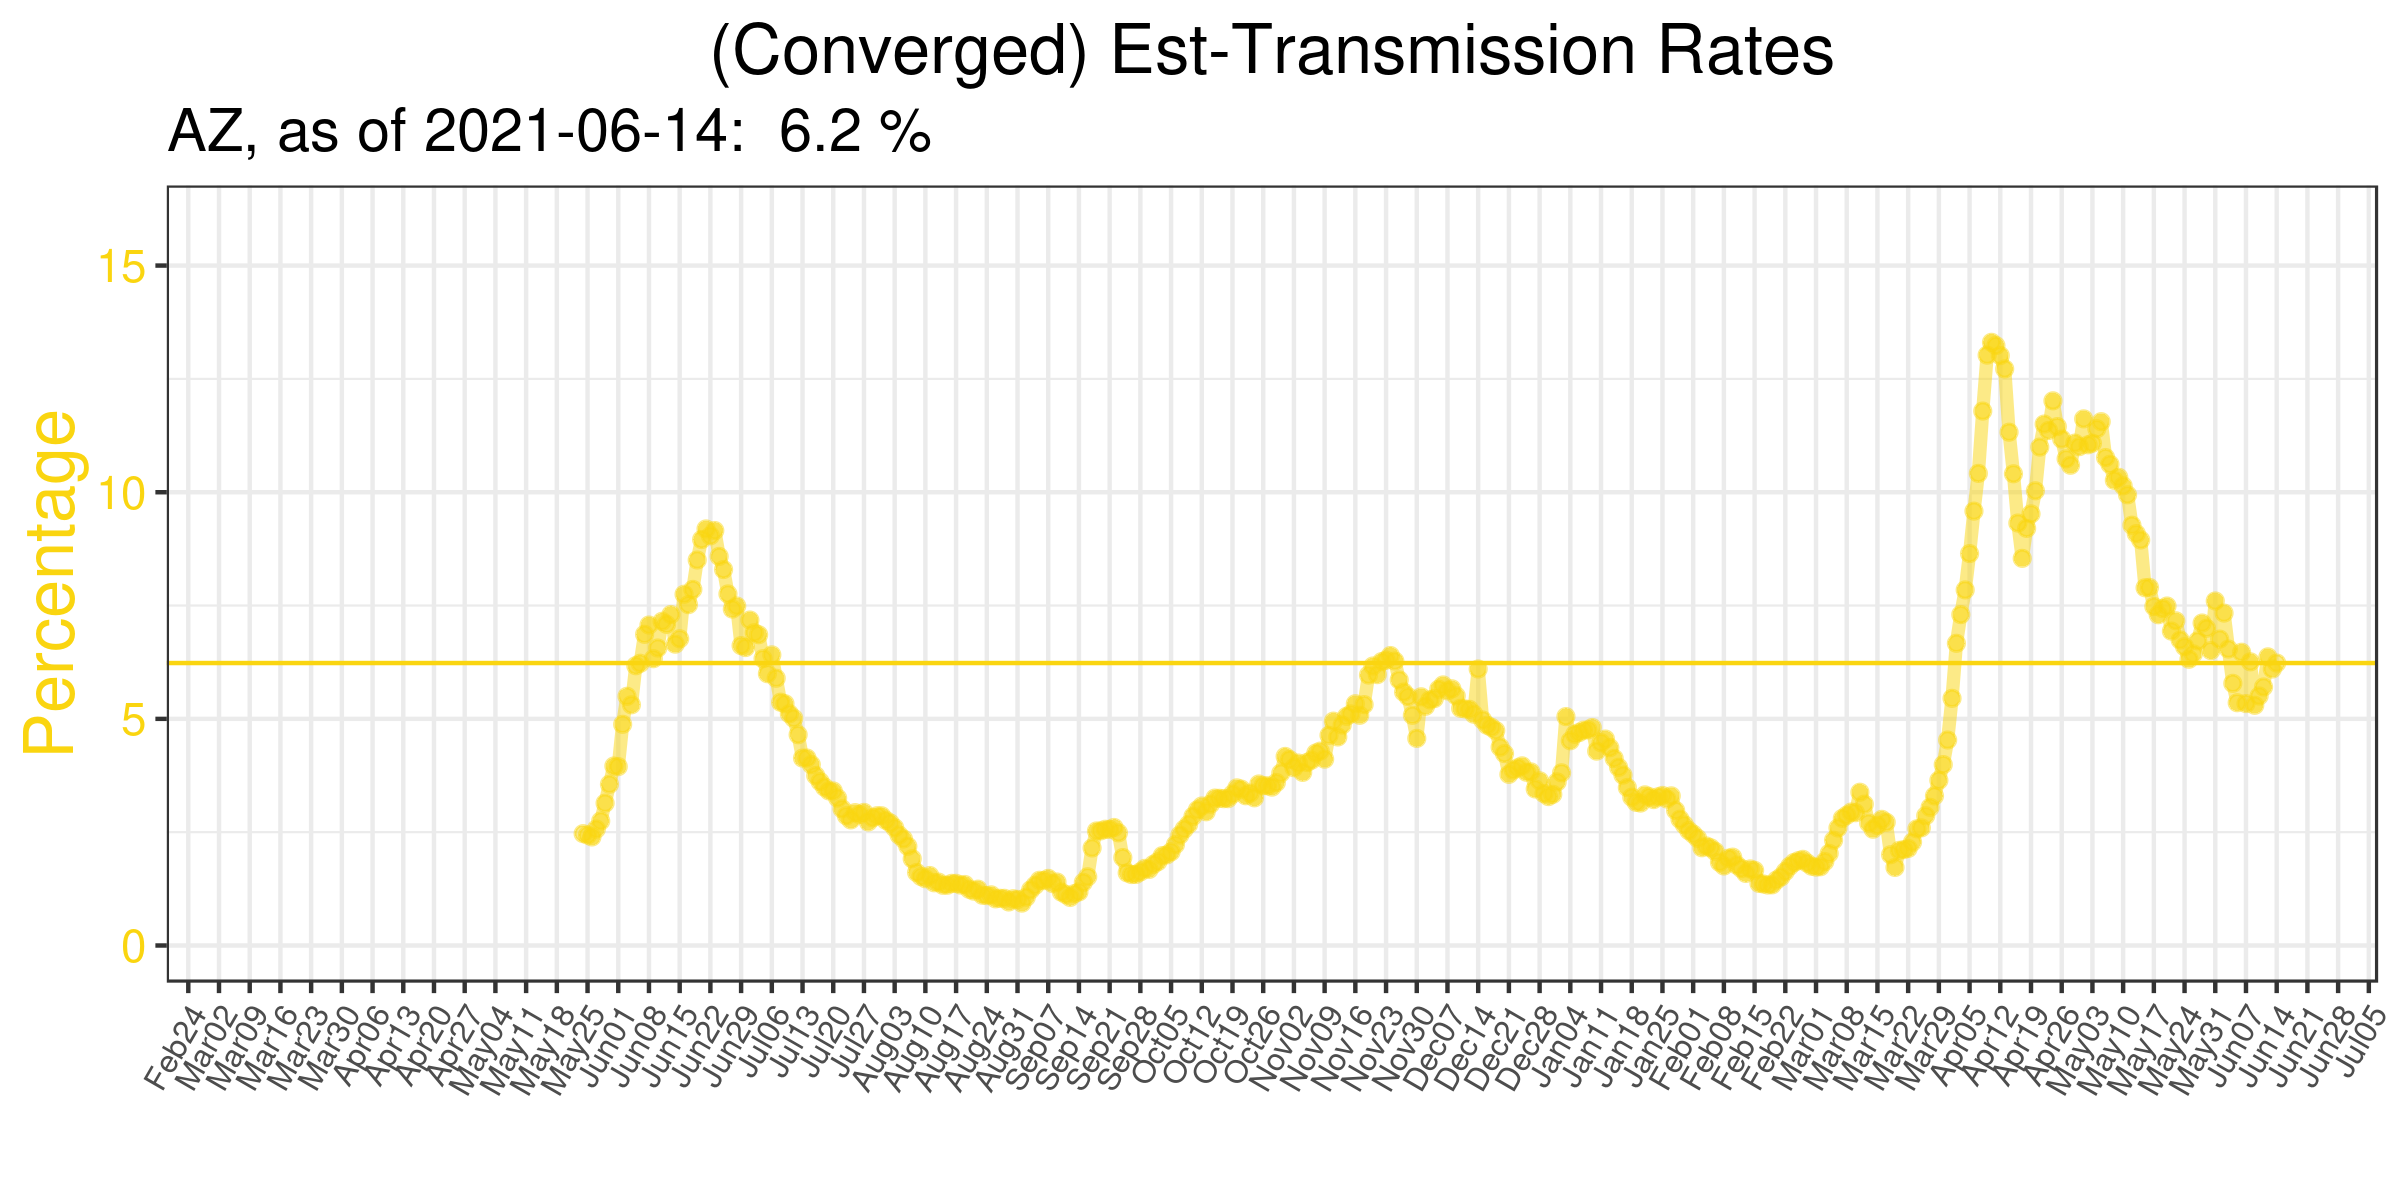 (Converged) Est-Transmission Rates
AZ, as of 2021-06-14:  6.2 %
Percentage
15
10
5
0
Feb24
Mar02
Mar09
Mar16
Mar23
Mar30
Apr06
Apr13
Apr20
Apr27
May04
May11
May18
May25
Jun01
Jun08
Jun15
Jun22
Jun29
Jul06
Jul13
Jul20
Jul27
Aug03
Aug10
Aug17
Aug24
Aug31
Sep07
Sep14
Sep21
Sep28
Oct05
Oct12
Oct19
Oct26
Nov02
Nov09
Nov16
Nov23
Nov30
Dec07
Dec14
Dec21
Dec28
Jan04
Jan11
Jan18
Jan25
Feb01
Feb08
Feb15
Feb22
Mar01
Mar08
Mar15
Mar22
Mar29
Apr05
Apr12
Apr19
Apr26
May03
May10
May17
May24
May31
Jun07
Jun14
Jun21
Jun28
Jul05